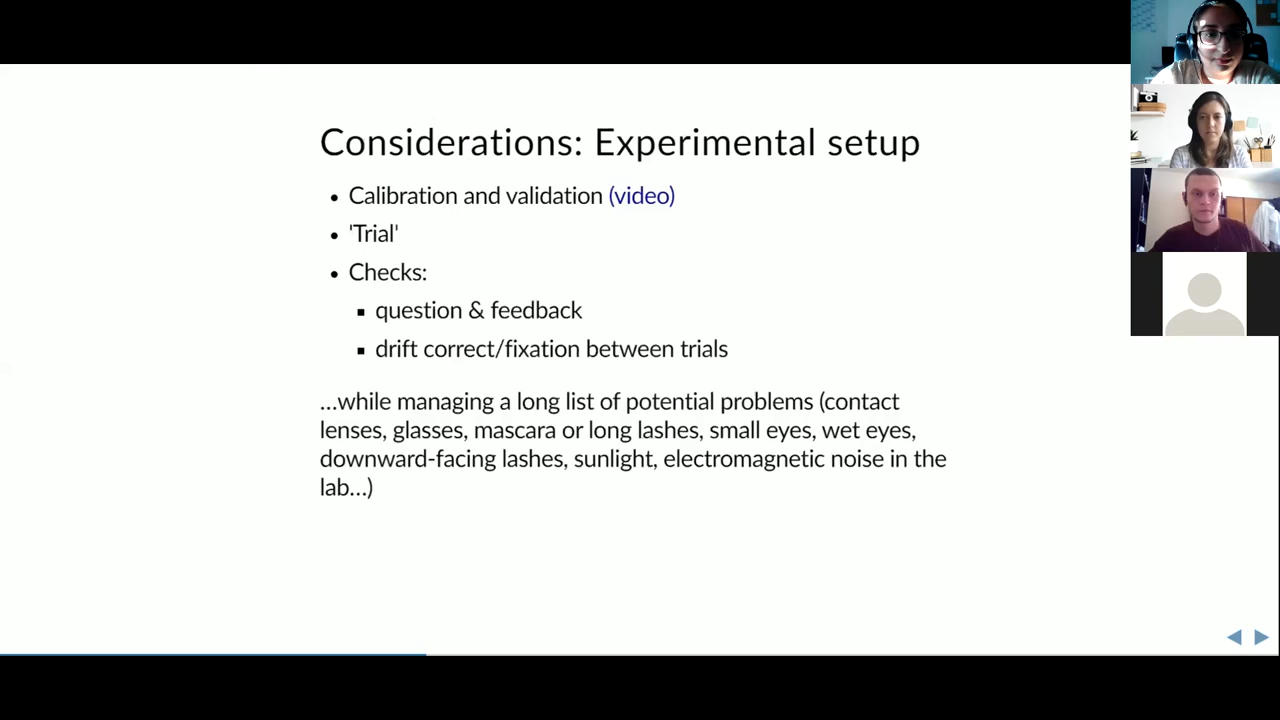 Considerations: Experimental setup
• Calibration and validation (video)
• 'Trial'
• Checks:
▪ question & feedback
▪ drift correct/fixation between trials
...while managing a long list of potential problems (contact
lenses, glasses, mascara or long lashes, small eyes, wet eyes,
downward-facing lashes, sunlight, electromagnetic noise in the
lab...)